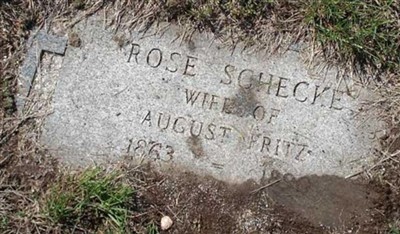 ROSE SCHECKE
WIFE OF
AUGUST FRITZ
1863 =